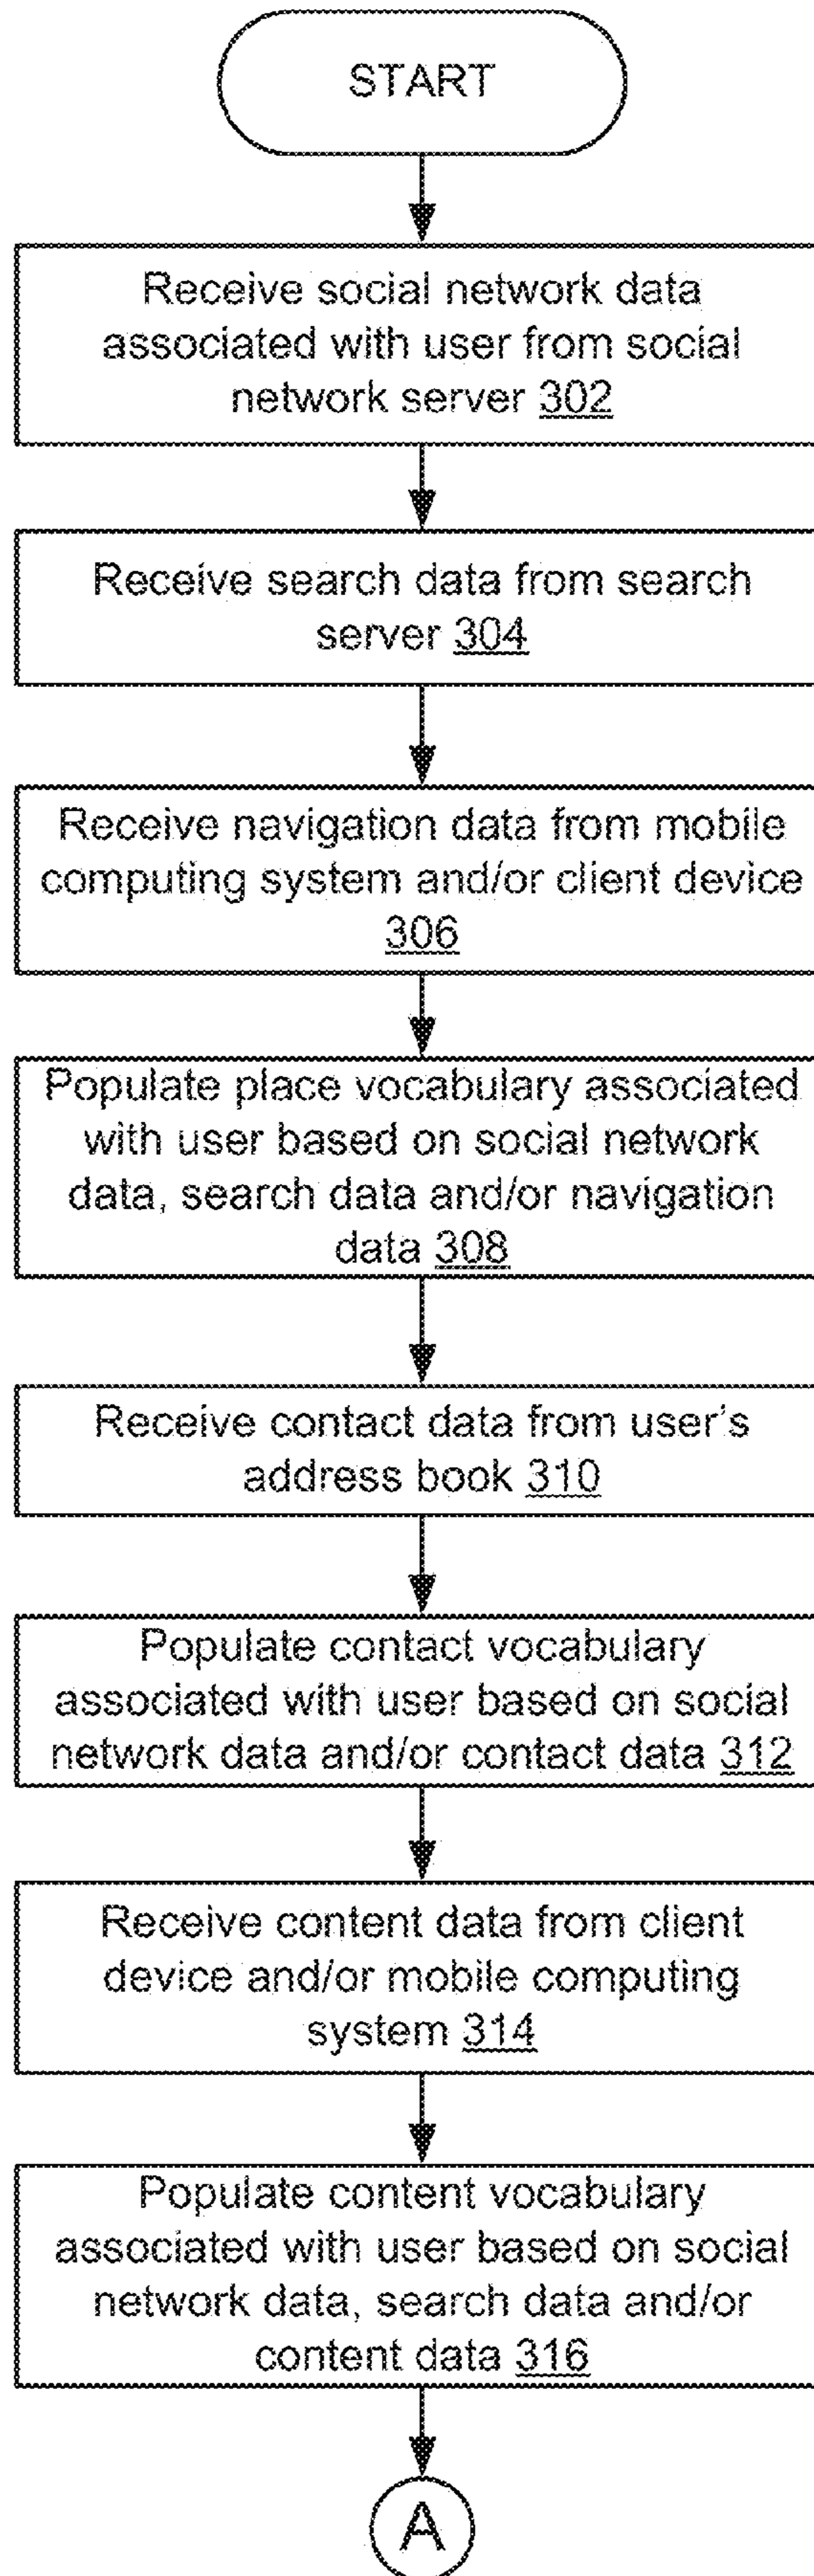 START
Receive social network data
associated with user from social
network server 302
Receive search data from search
server 304
Receive navigation data from mobile
computing system and/or client device
306
Populate place vocabulary associated
with user based on social network
data, search data and/or navigation
data 308
Receive contact data from user's
address book 310
Populate contact vocabulary
associated with user based on social
network data and/or contact data 312
Receive content data from client
device and/or mobile computing
system 314
Populate content vocabulary
associated with user based on social
network data, search data and/or
content data 316
A